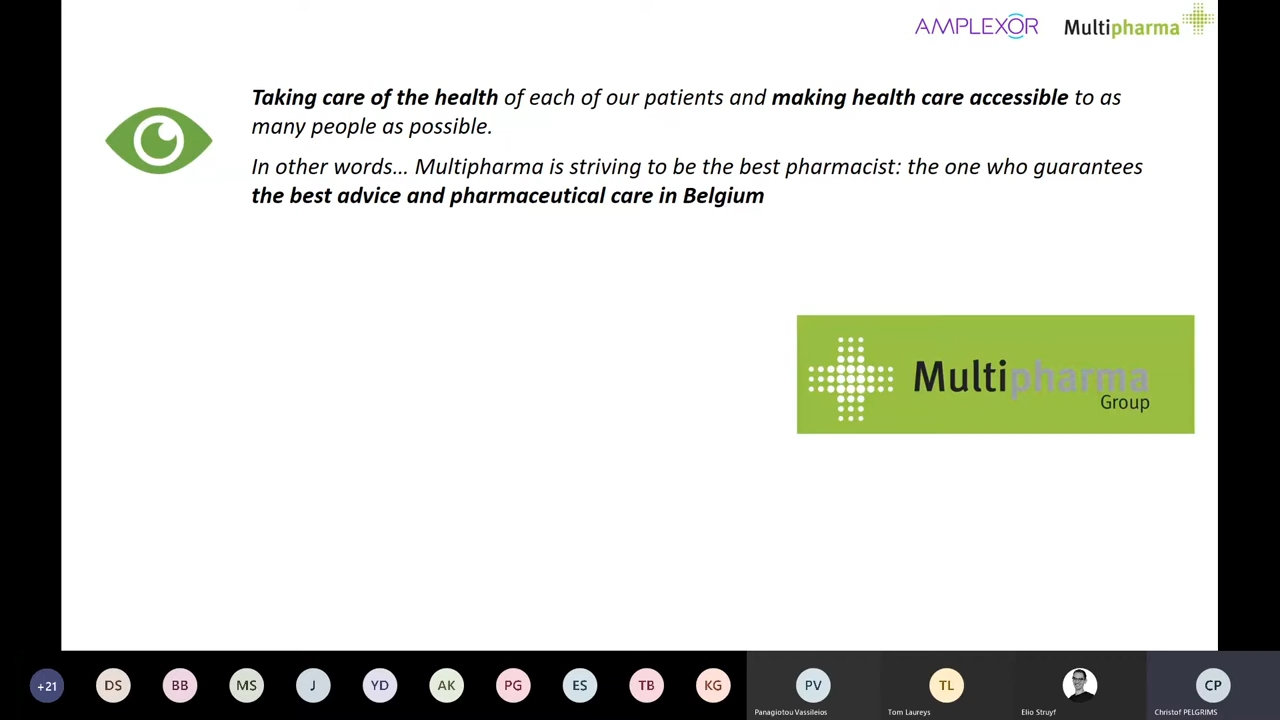 AMPLEXOR Multipharma
Taking care of the health of each of our patients and making health care accessible to as
many people as possible.
In other words... Multipharma is striving to be the best pharmacist: the one who guarantees
the best advice and pharmaceutical care in Belgium
Multipharma
Group
+21 DS BB MS J YD AK PG ES TB KG PV TL CP
Panagiotou Vassileios Tom Laureys Elio Struyf Christof PELGRIMS